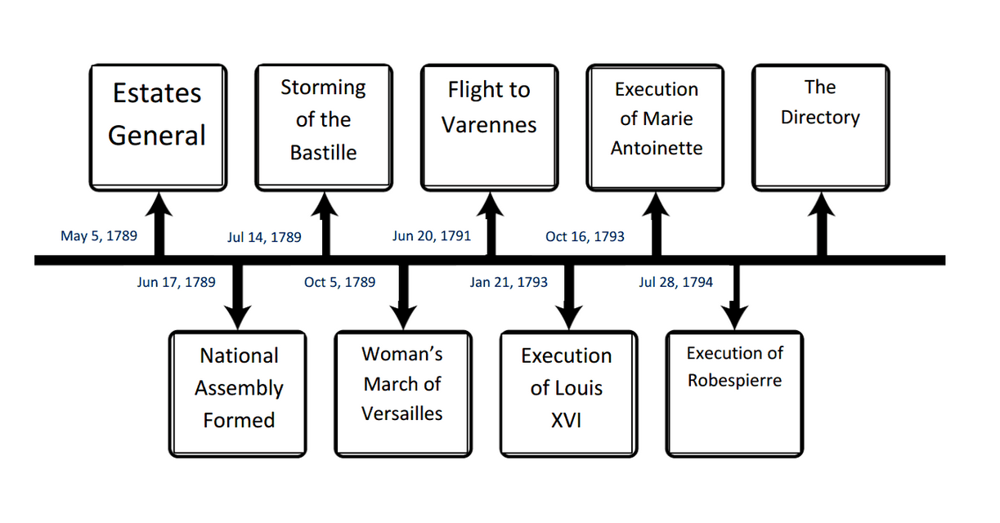 Estates
General
Storming
of the
Bastille
Flight to
Varennes
Execution
of Marie
Antoinette
The
Directory
May 5, 1789
Jul 14, 1789
Jun 20, 1791
Oct 16, 1793
Jun 17, 1789
Oct 5, 1789
Jan 21, 1793
Jul 28, 1794
National
Assembly
Formed
Woman’s
March of
Versailles
Execution
of Louis
XVI
Execution of
Robespierre